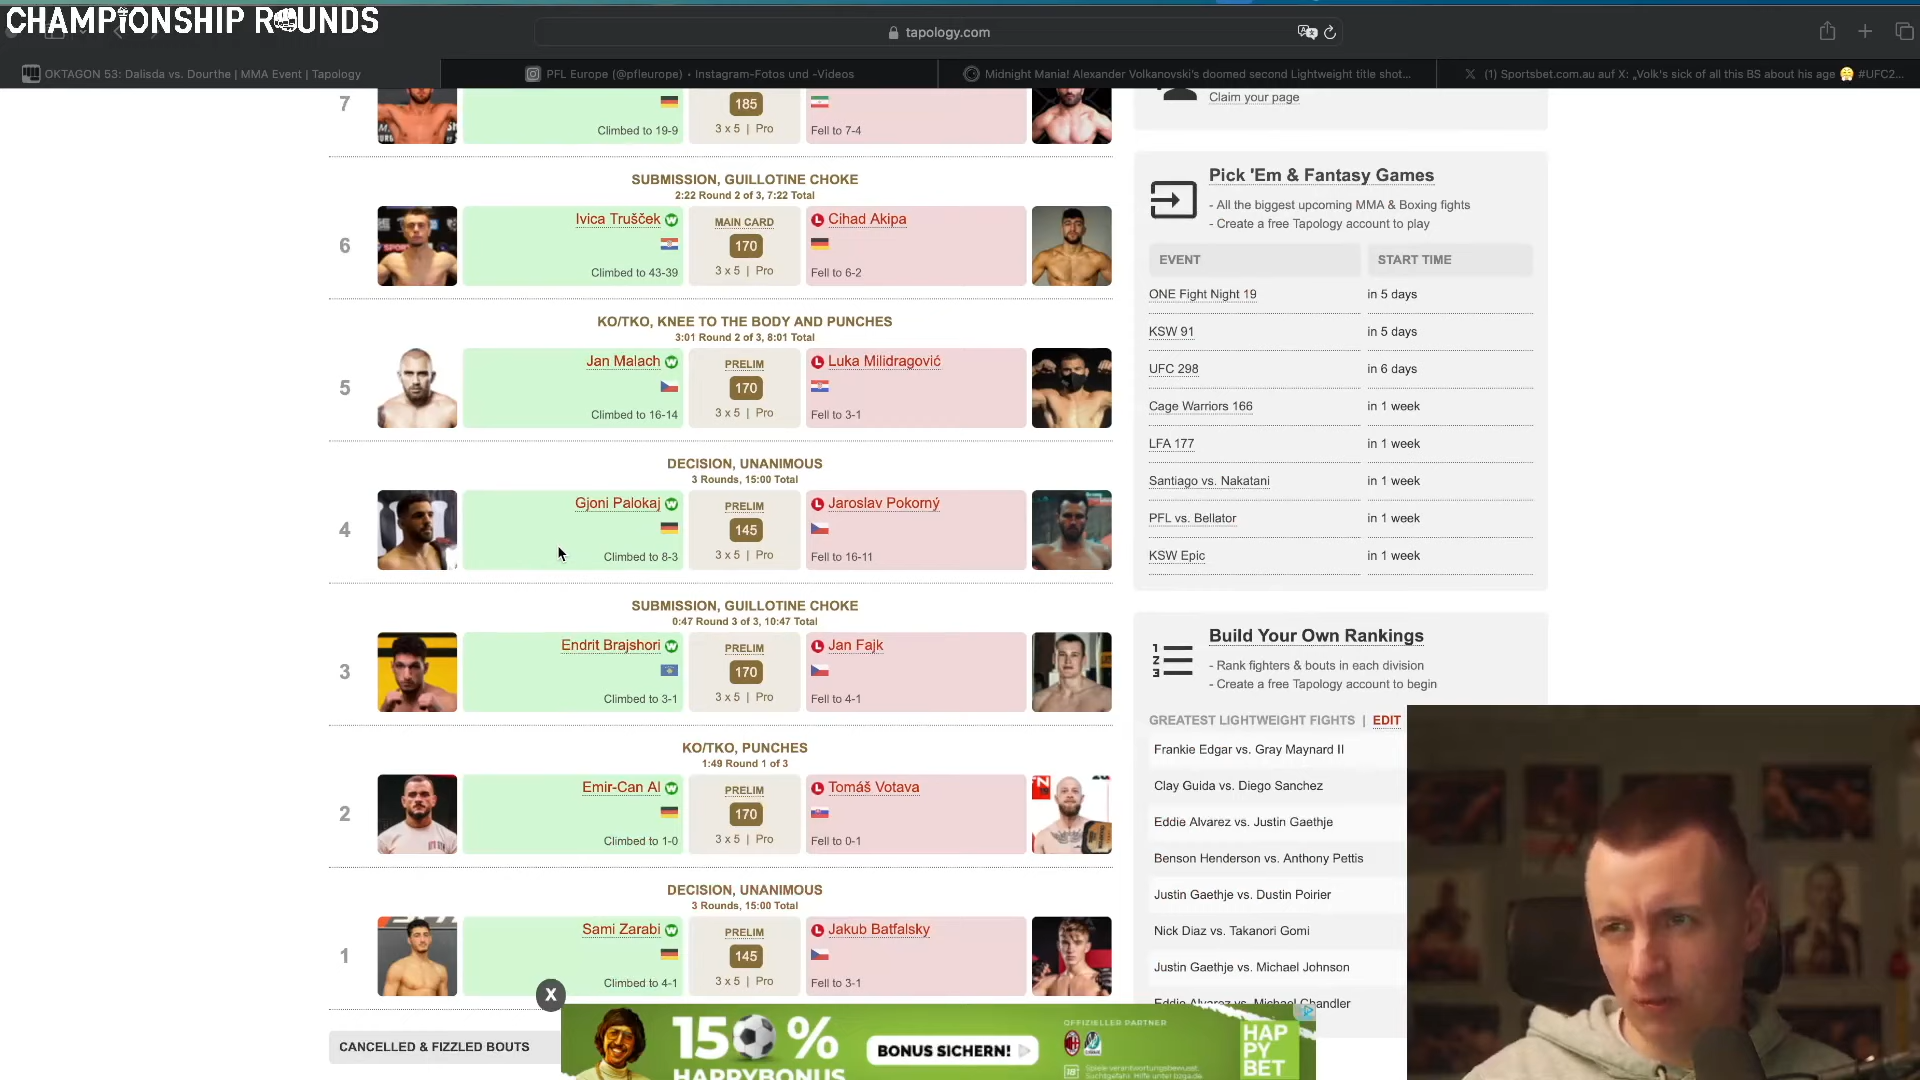 CHAMPIONSHIP ROUNDS
tapology.com
OKTAGON 53: Dalisda vs. Dourthe | MMA Event | Tapology
PFL Europe (@pfleurope) • Instagram-Fotos und -Videos
Midnight Mania! Alexander Volkanovski's doomed second Lightweight title shot...
(1) Sportsbet.com.au auf X: „Volk's sick of all this BS about his age 😤 #UFC2...
7
185
Climbed to 19-9
3 x 5 | Pro
Fell to 7-4
SUBMISSION, GUILLOTINE CHOKE
2:22 Round 2 of 3, 7:22 Total
6
Ivica Trušček W
MAIN CARD
170
L Cihad Akipa
Climbed to 43-39
3 x 5 | Pro
Fell to 6-2
KO/TKO, KNEE TO THE BODY AND PUNCHES
3:01 Round 2 of 3, 8:01 Total
5
Jan Malach W
PRELIM
170
L Luka Milidragović
Climbed to 16-14
3 x 5 | Pro
Fell to 3-1
DECISION, UNANIMOUS
3 Rounds, 15:00 Total
4
Gjoni Palokaj W
PRELIM
145
L Jaroslav Pokorný
Climbed to 8-3
3 x 5 | Pro
Fell to 16-11
SUBMISSION, GUILLOTINE CHOKE
0:47 Round 3 of 3, 10:47 Total
3
Endrit Brajshori W
PRELIM
170
L Jan Fajk
Climbed to 3-1
3 x 5 | Pro
Fell to 4-1
KO/TKO, PUNCHES
1:49 Round 1 of 3
2
Emir-Can Al W
PRELIM
170
L Tomáš Votava
Climbed to 1-0
3 x 5 | Pro
Fell to 0-1
DECISION, UNANIMOUS
3 Rounds, 15:00 Total
1
Sami Zarabi W
PRELIM
145
L Jakub Batfalsky
Climbed to 4-1
3 x 5 | Pro
Fell to 3-1
X
CANCELLED & FIZZLED BOUTS
Claim your page
Pick 'Em & Fantasy Games
- All the biggest upcoming MMA & Boxing fights
- Create a free Tapology account to play
EVENT START TIME
ONE Fight Night 19 in 5 days
KSW 91 in 5 days
UFC 298 in 6 days
Cage Warriors 166 in 1 week
LFA 177 in 1 week
Santiago vs. Nakatani in 1 week
PFL vs. Bellator in 1 week
KSW Epic in 1 week
Build Your Own Rankings
- Rank fighters & bouts in each division
- Create a free Tapology account to begin
GREATEST LIGHTWEIGHT FIGHTS | EDIT
Frankie Edgar vs. Gray Maynard II
Clay Guida vs. Diego Sanchez
Eddie Alvarez vs. Justin Gaethje
Benson Henderson vs. Anthony Pettis
Justin Gaethje vs. Dustin Poirier
Nick Diaz vs. Takanori Gomi
Justin Gaethje vs. Michael Johnson
Eddie Alvarez vs. Michael Chandler
150 %
HAPPYBONUS
BONUS SICHERN!
OFFIZIELLER PARTNER
HAP
PY
BET